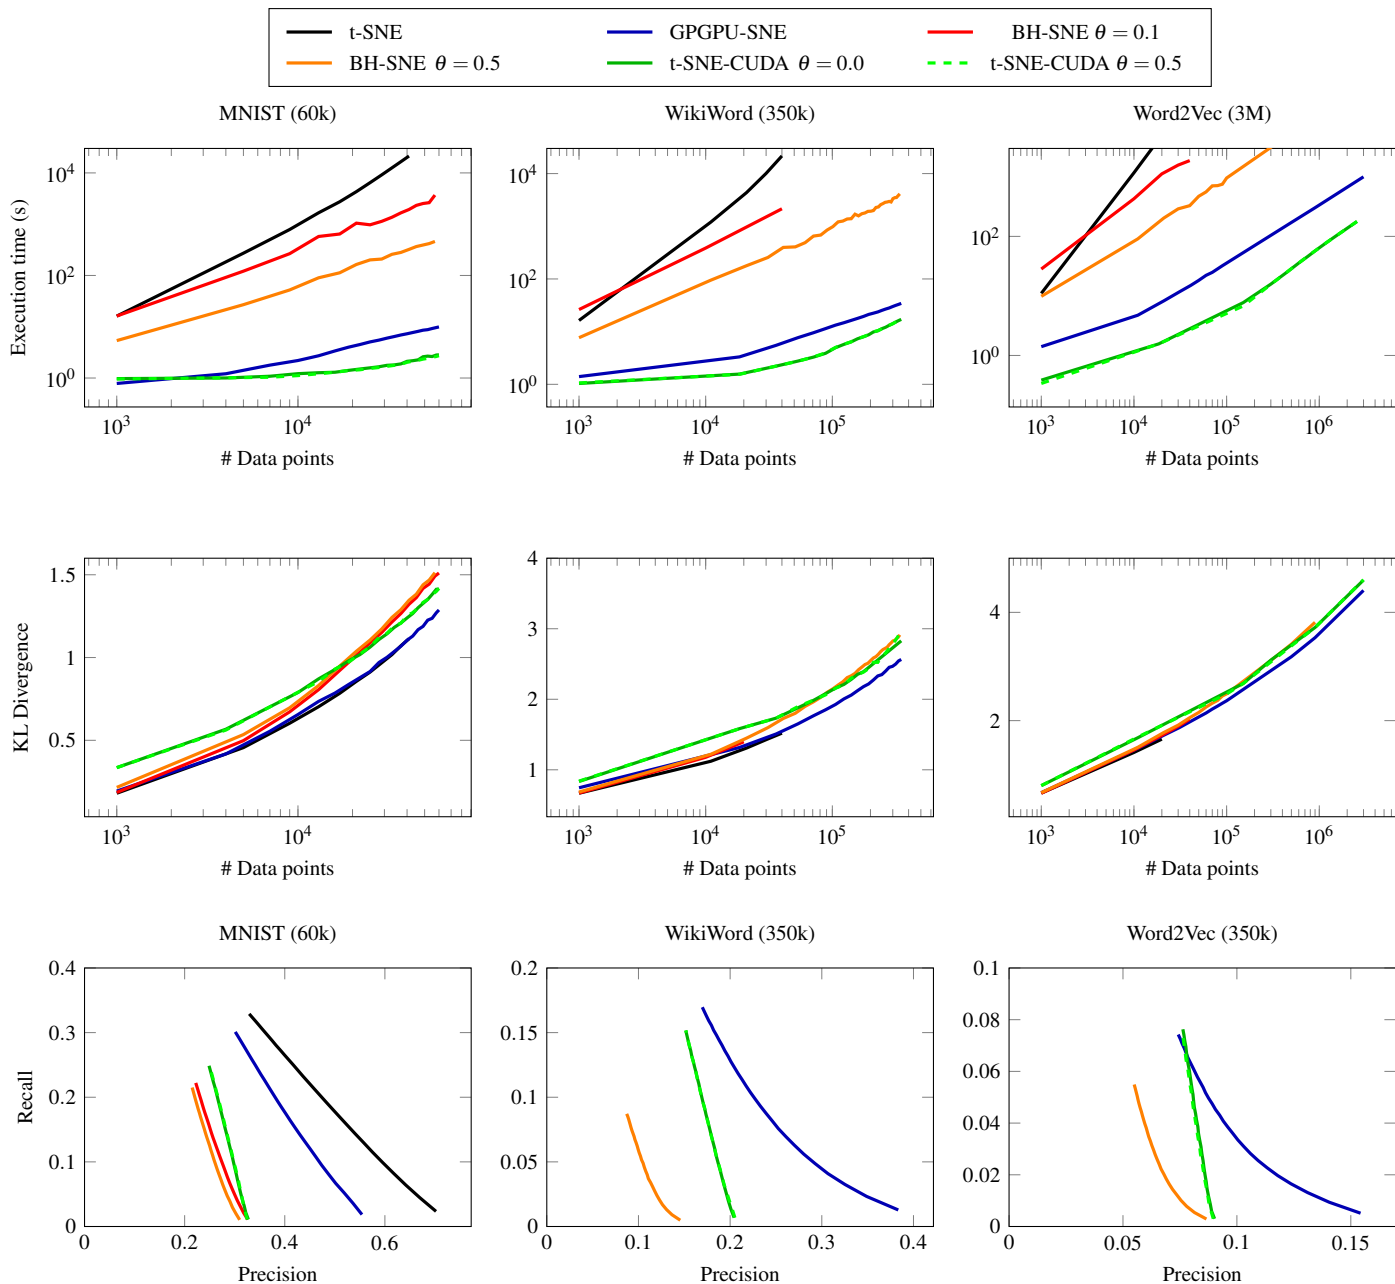 t-SNE GPGPU-SNE BH-SNE θ = 0.1
BH-SNE θ = 0.5 t-SNE-CUDA θ = 0.0 t-SNE-CUDA θ = 0.5
MNIST (60k) WikiWord (350k) Word2Vec (3M)
Execution time (s)
10^4 10^2 10^0
10^3 10^4
# Data points
10^4 10^2 10^0
10^3 10^4 10^5
# Data points
10^2 10^0
10^3 10^4 10^5 10^6
# Data points
KL Divergence
1.5 1 0.5
10^3 10^4
# Data points
4 3 2 1
10^3 10^4 10^5
# Data points
4 2
10^3 10^4 10^5 10^6
# Data points
MNIST (60k) WikiWord (350k) Word2Vec (350k)
Recall
0.4 0.3 0.2 0.1 0
0 0.2 0.4 0.6
Precision
0.2 0.15 0.1 0.05 0
0 0.1 0.2 0.3 0.4
Precision
0.1 0.08 0.06 0.04 0.02 0
0 0.05 0.1 0.15
Precision